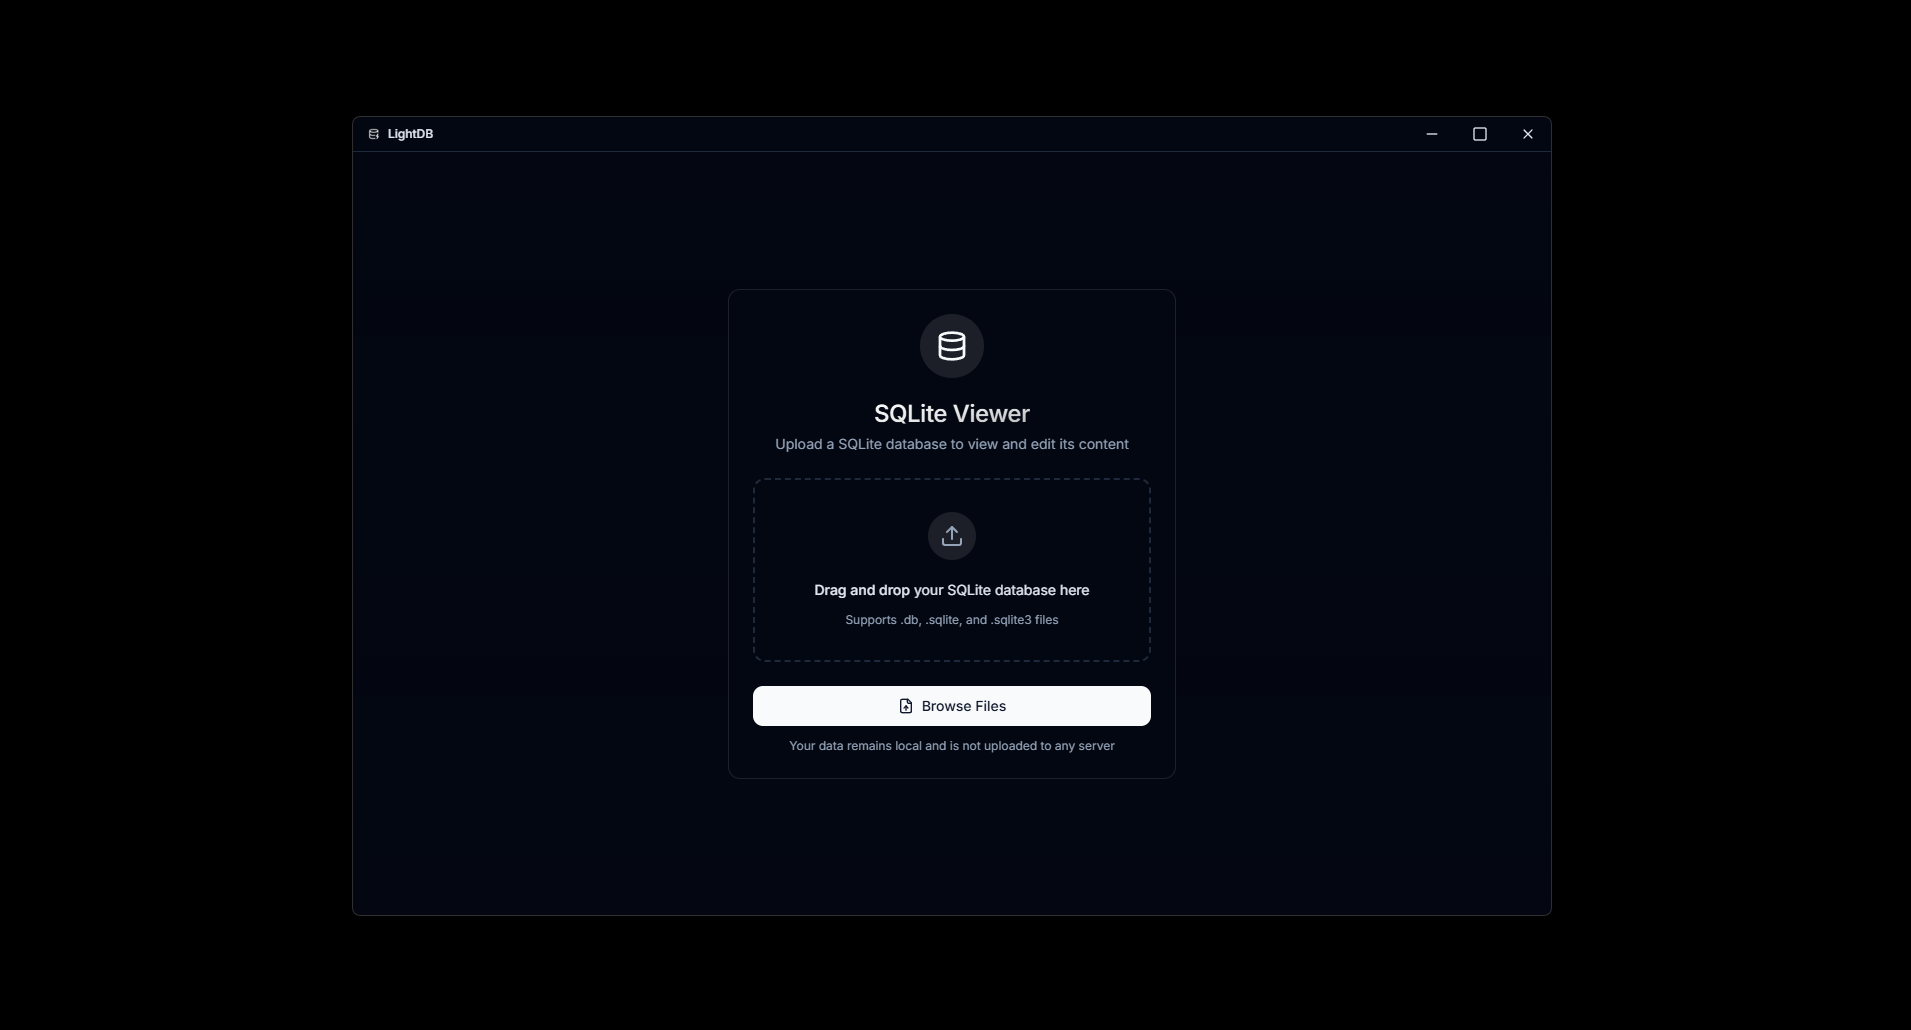 LightDB
SQLite Viewer
Upload a SQLite database to view and edit its content
Drag and drop your SQLite database here
Supports .db, .sqlite, and .sqlite3 files
Browse Files
Your data remains local and is not uploaded to any server